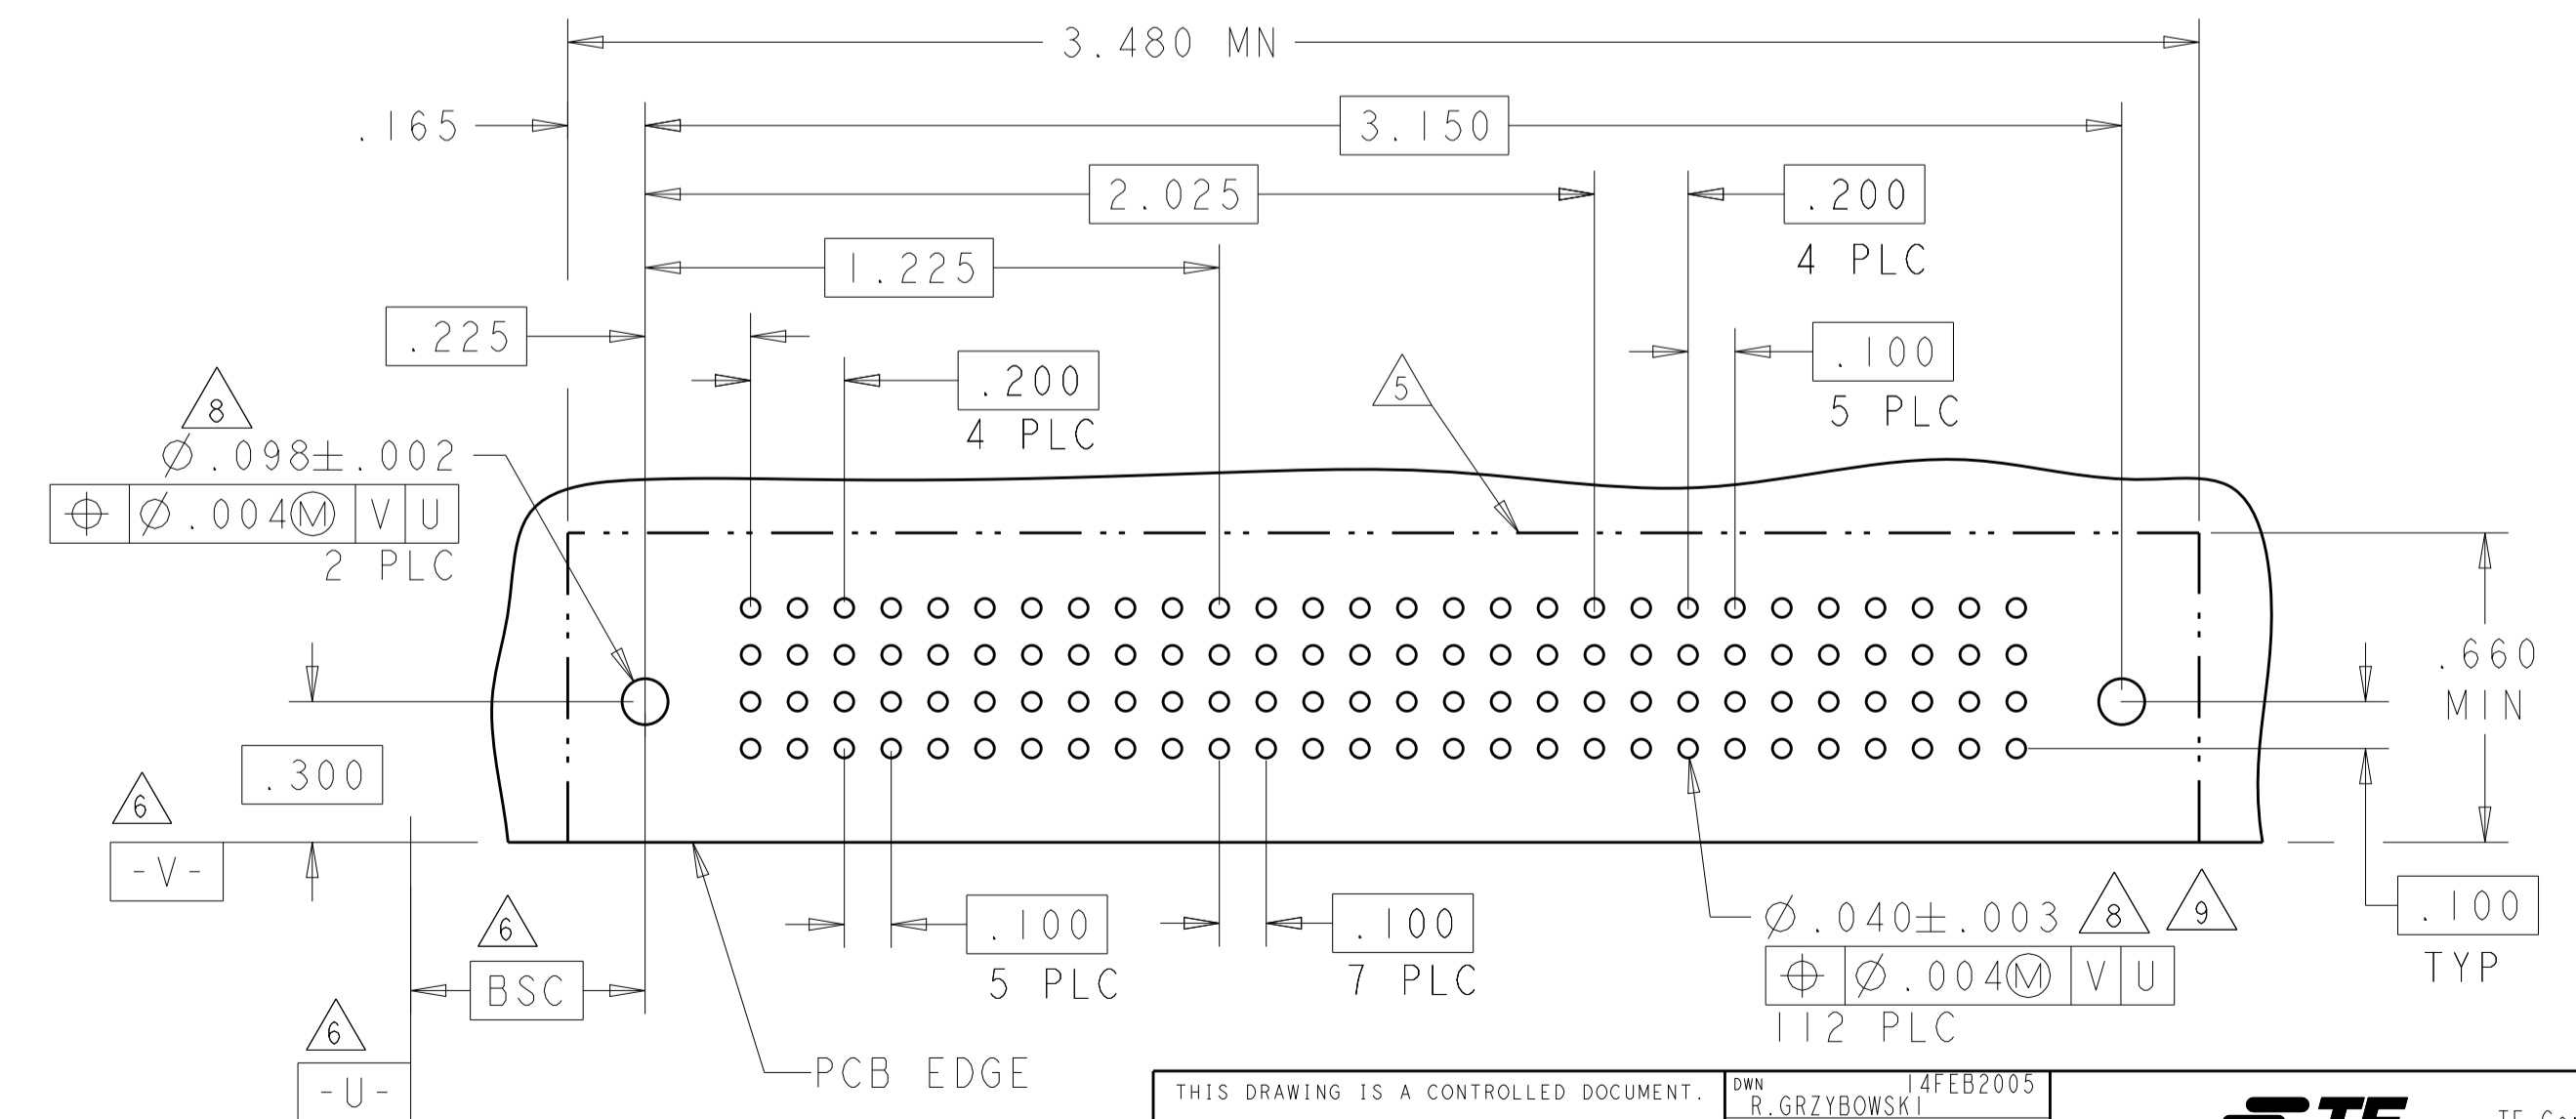 3.480 MN
.165
3.150
2.025
.200
4 PLC
1.225
.225
.200
4 PLC
.100
5 PLC
5
8
Ø.098±.002
⌖ Ø.004Ⓜ V U
2 PLC
.660
MIN
.300
6
-V-
6
BSC
6
-U-
.100
5 PLC
.100
7 PLC
Ø.040±.003 8 9
⌖ Ø.004Ⓜ V U
112 PLC
.100
TYP
PCB EDGE
THIS DRAWING IS A CONTROLLED DOCUMENT.
DWN 14FEB2005
R.GRZYBOWSKI
TE